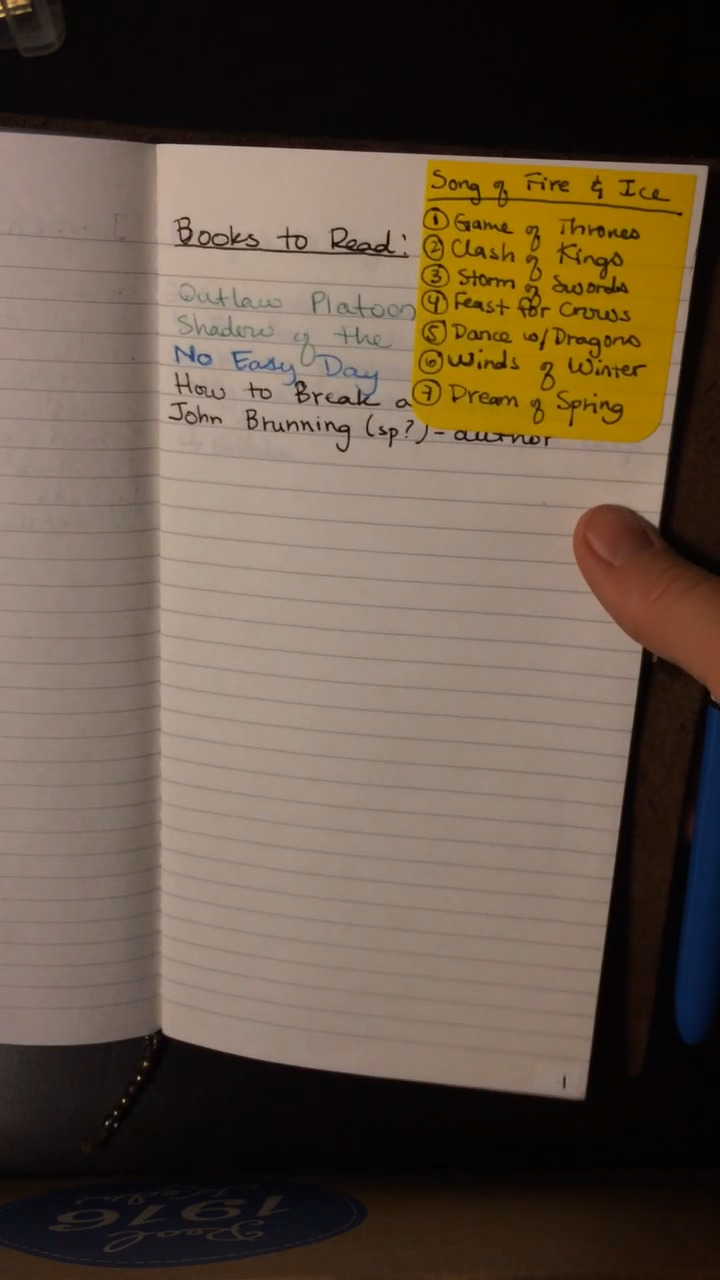 Books to Read:
Outlaw Platoon
Shadow of the
No Easy Day
How to Break a
John Brunning (sp?) - author
Song of Fire & Ice
1 Game of Thrones
2 Clash of Kings
3 Storm of Swords
4 Feast for Crows
5 Dance w/ Dragons
6 Winds of Winter
7 Dream of Spring
1
1916